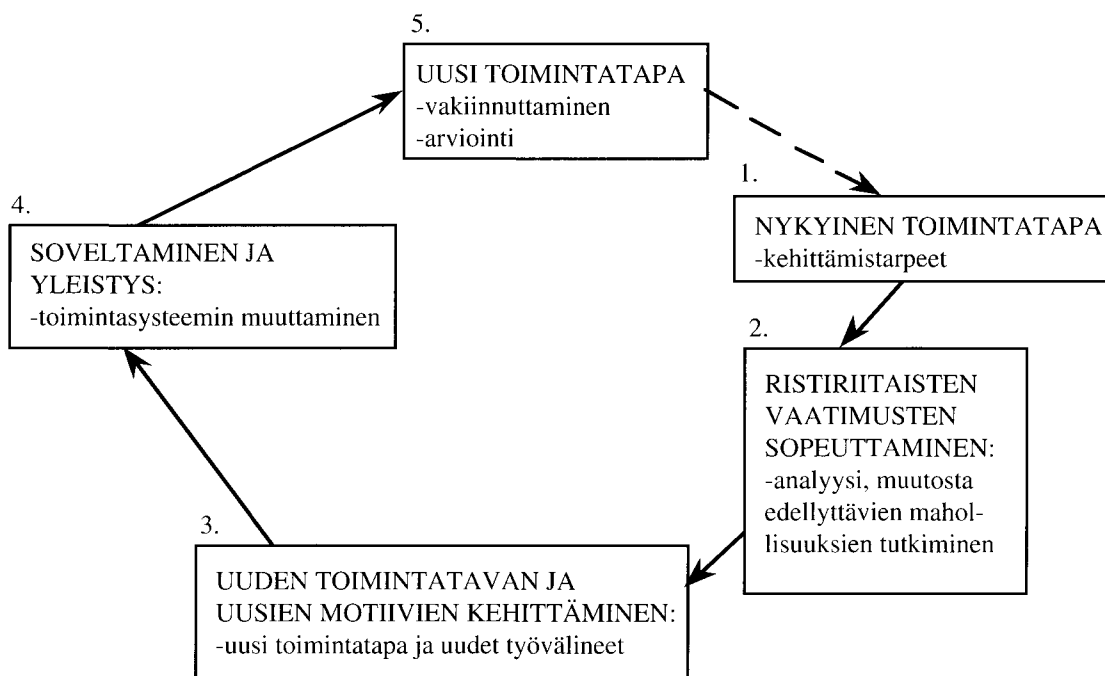 5.
UUSI TOIMINTATAPA
-vakiinnuttaminen
-arviointi
1.
NYKYINEN TOIMINTATAPA
-kehittämistarpeet
2.
RISTIRIITAISTEN
VAATIMUSTEN
SOPEUTTAMINEN:
-analyysi, muutosta
edellyttävien mahol-
lisuuksien tutkiminen
3.
UUDEN TOIMINTATAVAN JA
UUSIEN MOTIIVIEN KEHITTÄMINEN:
-uusi toimintatapa ja uudet työvälineet
4.
SOVELTAMINEN JA
YLEISTYS:
-toimintasysteemin muuttaminen